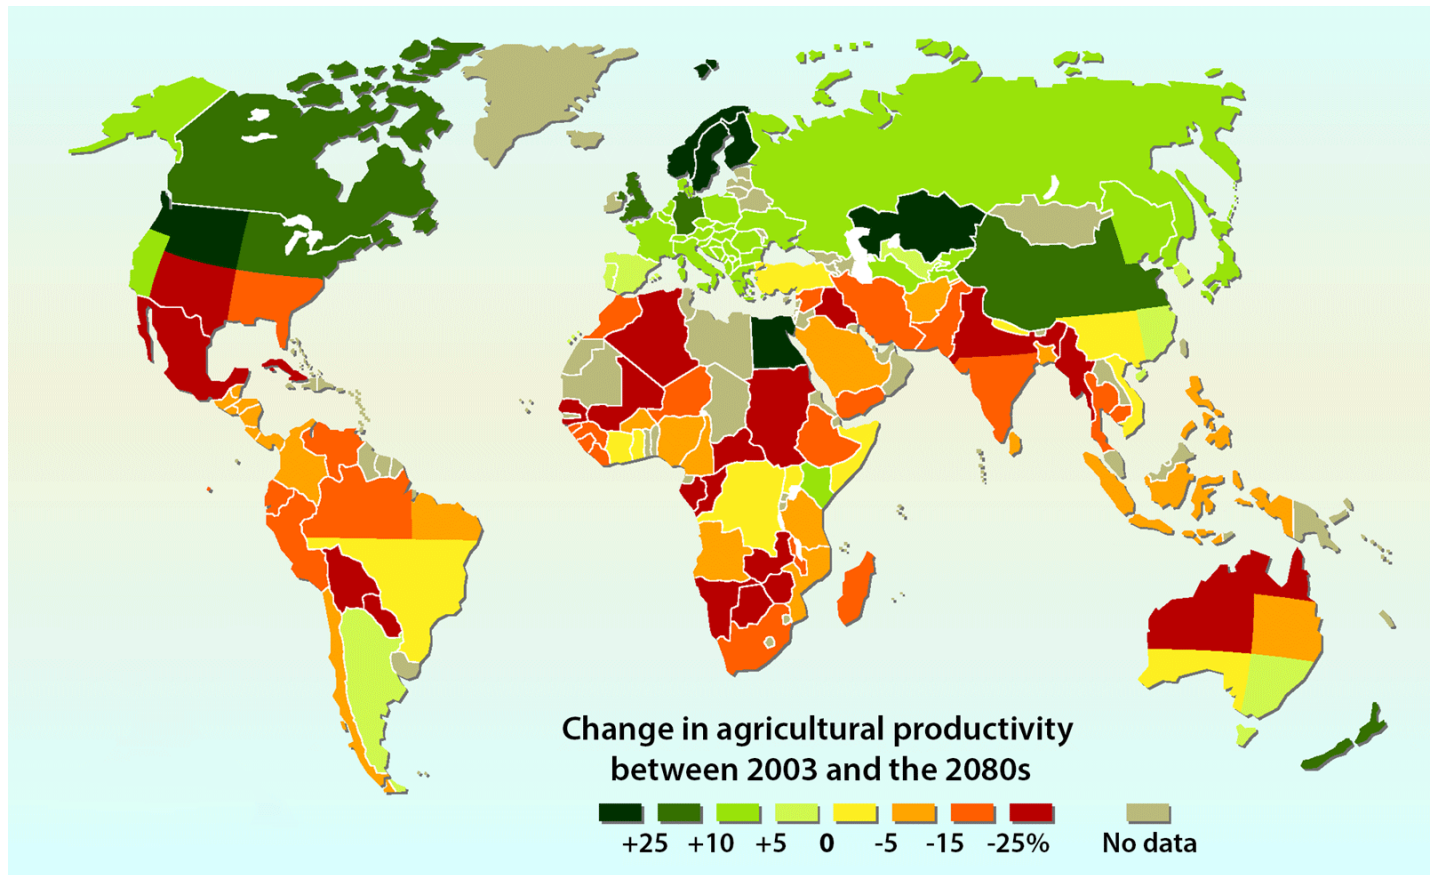 Change in agricultural productivity
between 2003 and the 2080s
+25 +10 +5 0 -5 -15 -25% No data